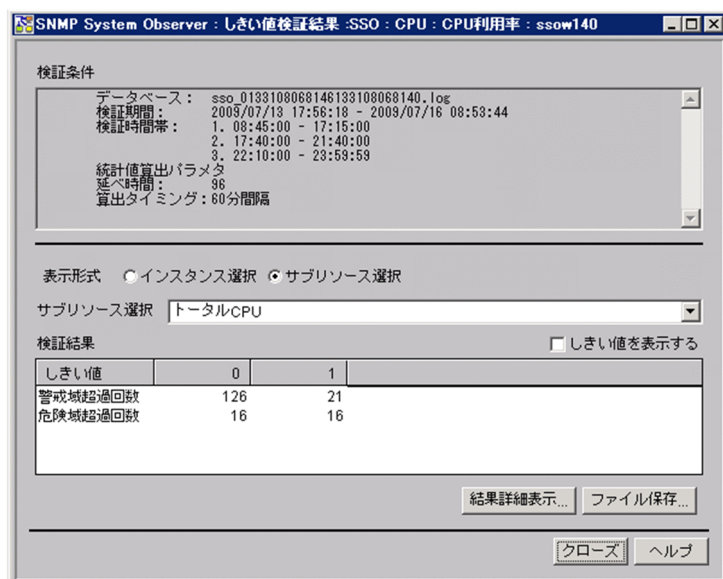 SNMP System Observer : しきい値検証結果 :SSO : CPU : CPU利用率 : ssow140
検証条件
データベース： sso_0133108068146133108068140.log
検証期間： 2009/07/13 17:56:18 - 2009/07/16 08:53:44
検証時間帯： 1. 08:45:00 - 17:15:00
2. 17:40:00 - 21:40:00
3. 22:10:00 - 23:59:59
統計値算出パラメタ
延べ時間： 96
算出タイミング：60分間隔
表示形式 インスタンス選択 サブリソース選択
サブリソース選択 トータルCPU
検証結果 しきい値を表示する
しきい値 0 1
警戒域超過回数 126 21
危険域超過回数 16 16
結果詳細表示... ファイル保存...
クローズ ヘルプ